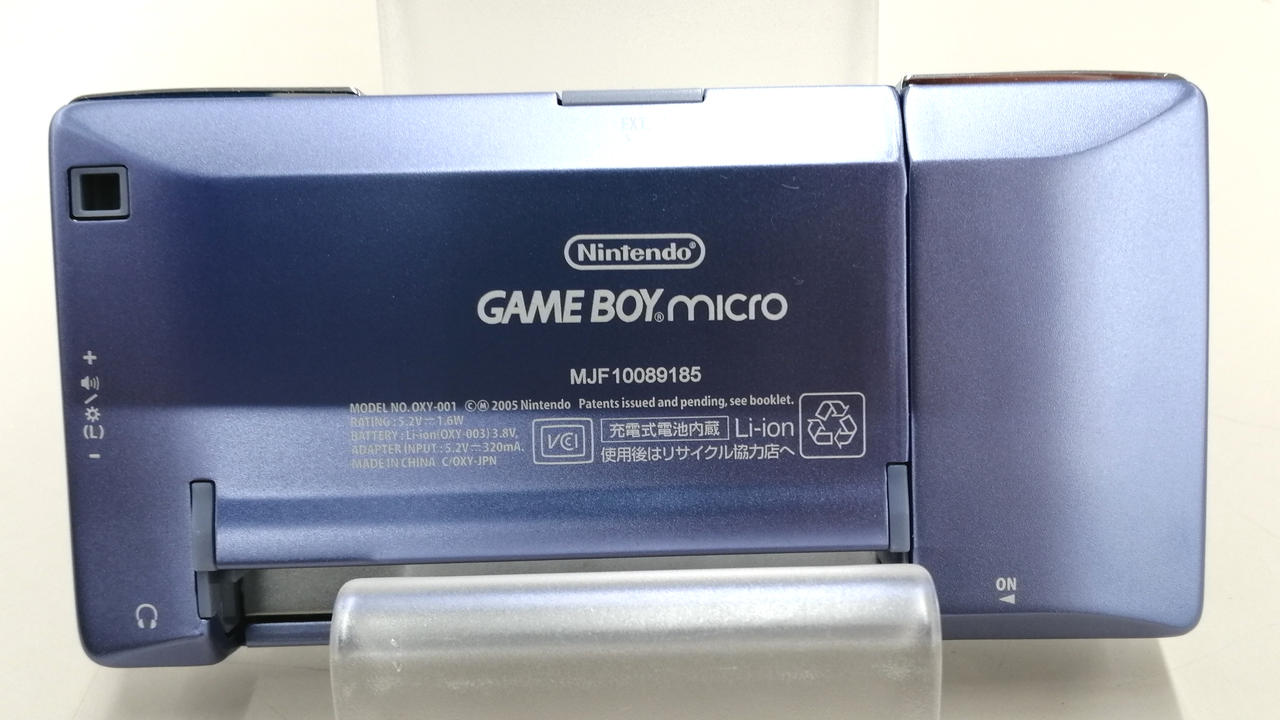 EXT.
Nintendo®
GAME BOY® micro
MJF10089185
MODEL NO. OXY-001 ©Ⓜ 2005 Nintendo Patents issued and pending, see booklet.
RATING : 5.2V⎓1.6W
BATTERY : Li-ion(OXY-003) 3.8V,
ADAPTER INPUT : 5.2V⎓320mA.
MADE IN CHINA C/OXY-JPN
VCI
充電式電池内蔵 Li-ion
使用後はリサイクル協力店へ
+
(L)
−
ON